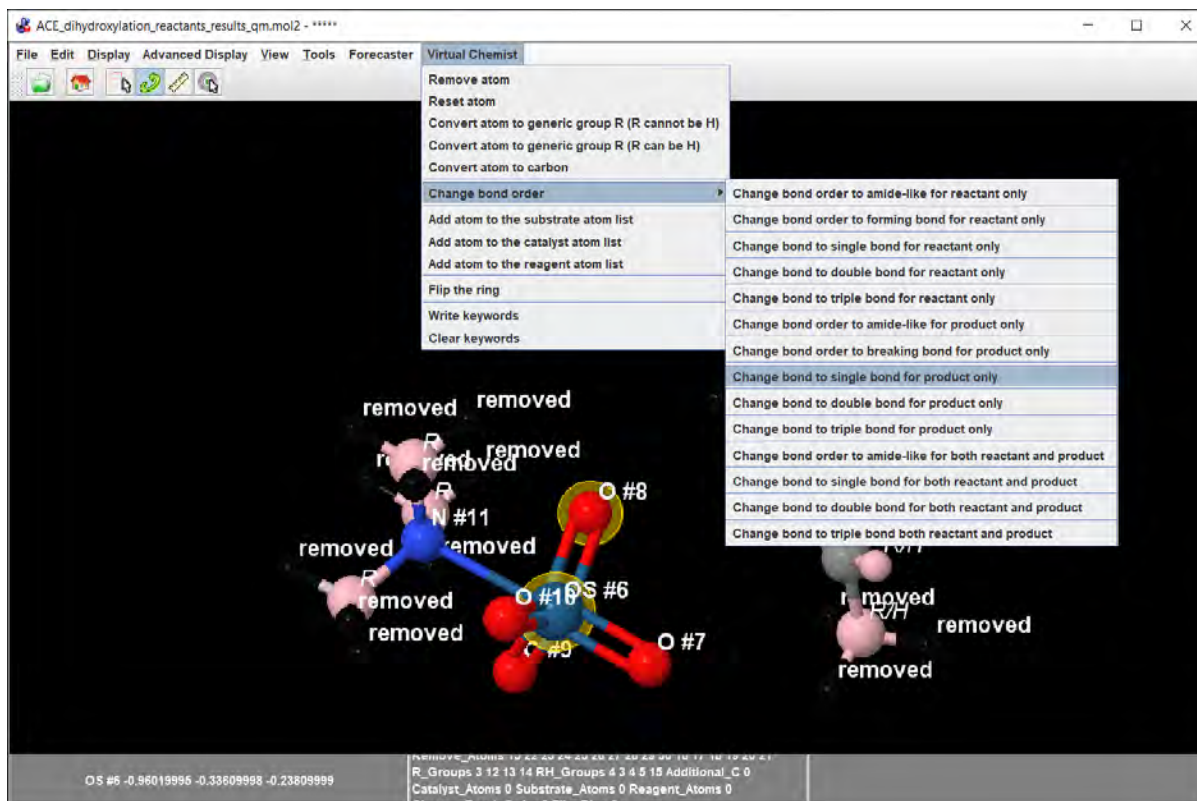 ACE_dihydroxylation_reactants_results_qm.mol2 - *****
File Edit Display Advanced Display View Tools Forecaster Virtual Chemist
Remove atom
Reset atom
Convert atom to generic group R (R cannot be H)
Convert atom to generic group R (R can be H)
Convert atom to carbon
Change bond order
Add atom to the substrate atom list
Add atom to the catalyst atom list
Add atom to the reagent atom list
Flip the ring
Write keywords
Clear keywords
Change bond order to amide-like for reactant only
Change bond order to forming bond for reactant only
Change bond to single bond for reactant only
Change bond to double bond for reactant only
Change bond to triple bond for reactant only
Change bond order to amide-like for product only
Change bond order to breaking bond for product only
Change bond to single bond for product only
Change bond to double bond for product only
Change bond to triple bond for product only
Change bond order to amide-like for both reactant and product
Change bond to single bond for both reactant and product
Change bond to double bond for both reactant and product
Change bond to triple bond both reactant and product
removed
removed
R
removed
removed
R
N #11
O #8
removed
removed
R
removed
removed
OS #6
O #7
R/H
removed
R/H
removed
removed
OS #6 -0.96019995 -0.33609998 -0.23809999
R_Groups 3 12 13 14 RH_Groups 4 3 4 5 15 Additional_C 0
Catalyst_Atoms 0 Substrate_Atoms 0 Reagent_Atoms 0